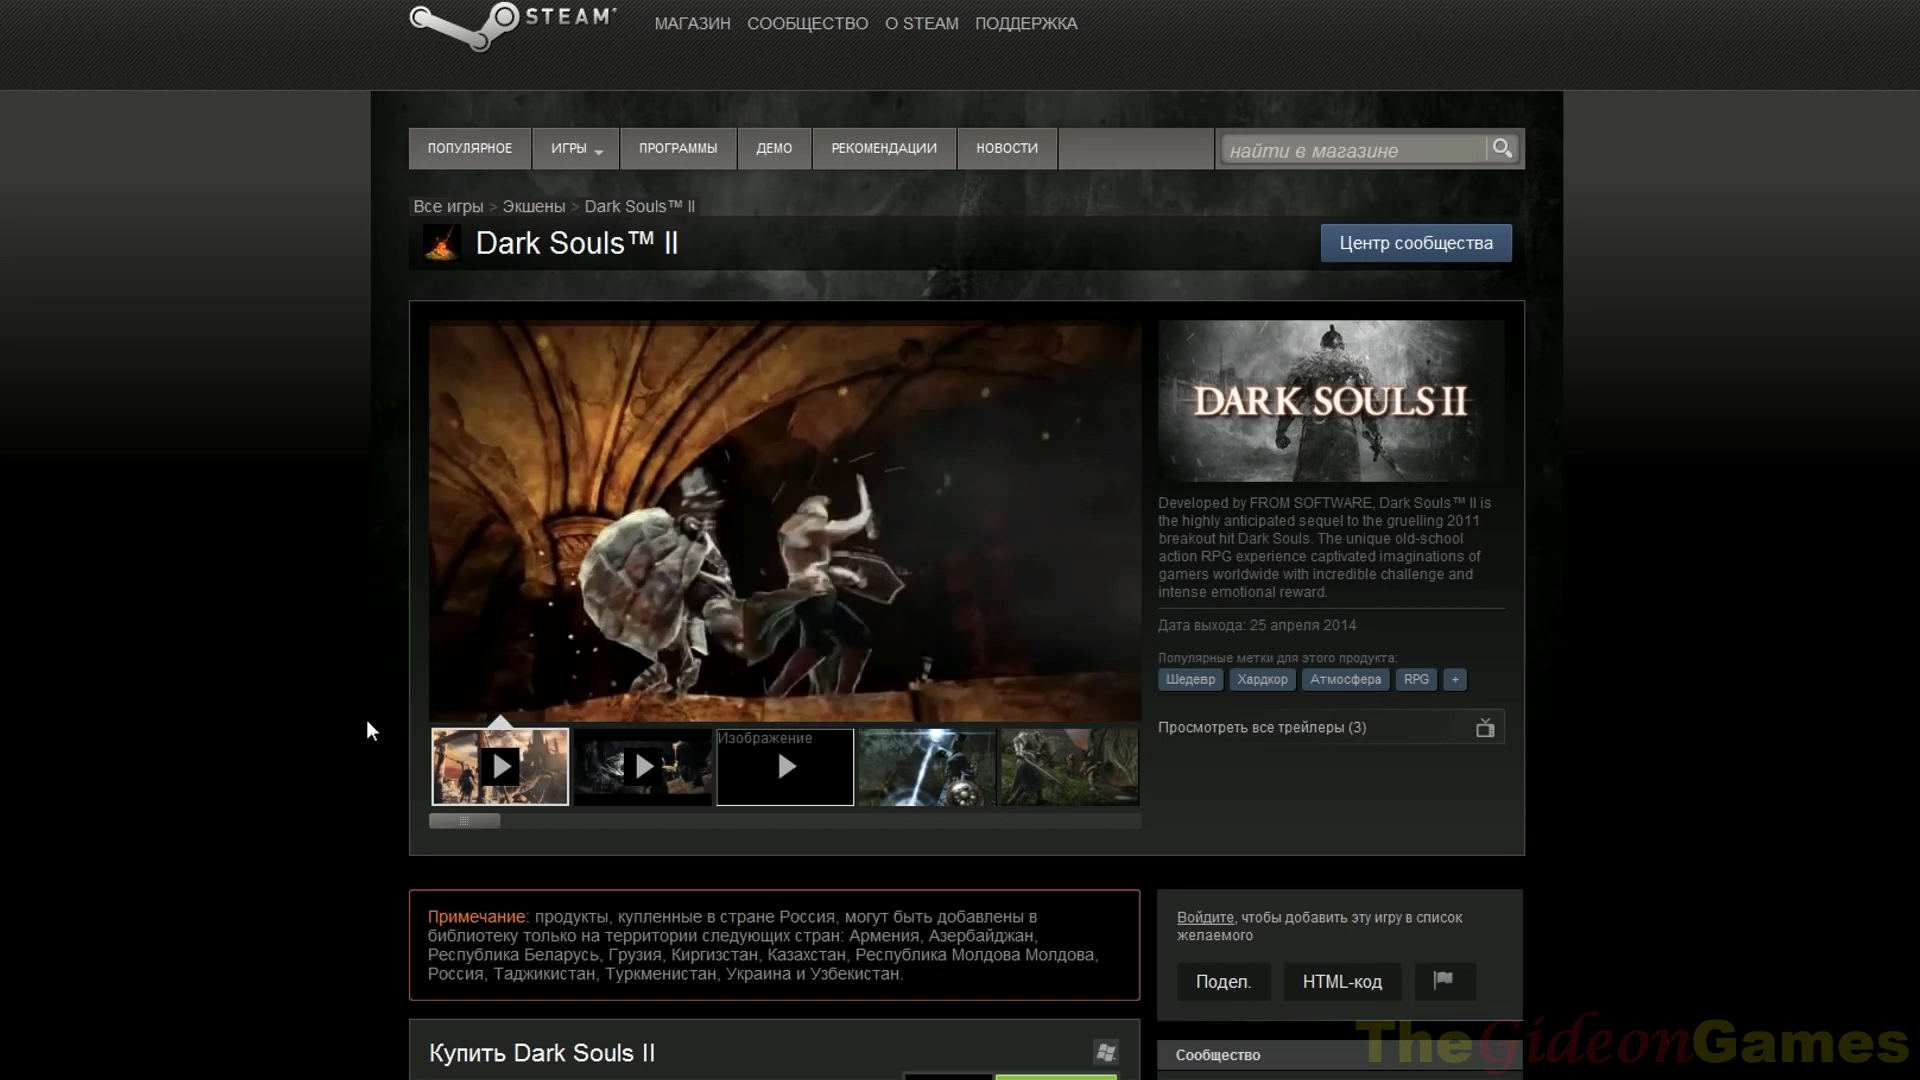 STEAM
МАГАЗИН СООБЩЕСТВО О STEAM ПОДДЕРЖКА
ПОПУЛЯРНОЕ ИГРЫ ПРОГРАММЫ ДЕМО РЕКОМЕНДАЦИИ НОВОСТИ найти в магазине
Все игры > Экшены > Dark Souls™ II
Dark Souls™ II
Центр сообщества
DARK SOULS II
Developed by FROM SOFTWARE, Dark Souls™ II is
the highly anticipated sequel to the gruelling 2011
breakout hit Dark Souls. The unique old-school
action RPG experience captivated imaginations of
gamers worldwide with incredible challenge and
intense emotional reward.
Дата выхода: 25 апреля 2014
Популярные метки для этого продукта:
Шедевр Хардкор Атмосфера RPG +
Просмотреть все трейлеры (3)
Изображение
Примечание: продукты, купленные в стране Россия, могут быть добавлены в
библиотеку только на территории следующих стран: Армения, Азербайджан,
Республика Беларусь, Грузия, Киргизстан, Казахстан, Республика Молдова Молдова,
Россия, Таджикистан, Туркменистан, Украина и Узбекистан.
Войдите, чтобы добавить эту игру в список
желаемого
Подел. HTML-код
Купить Dark Souls II
Сообщество
TheGideonGames